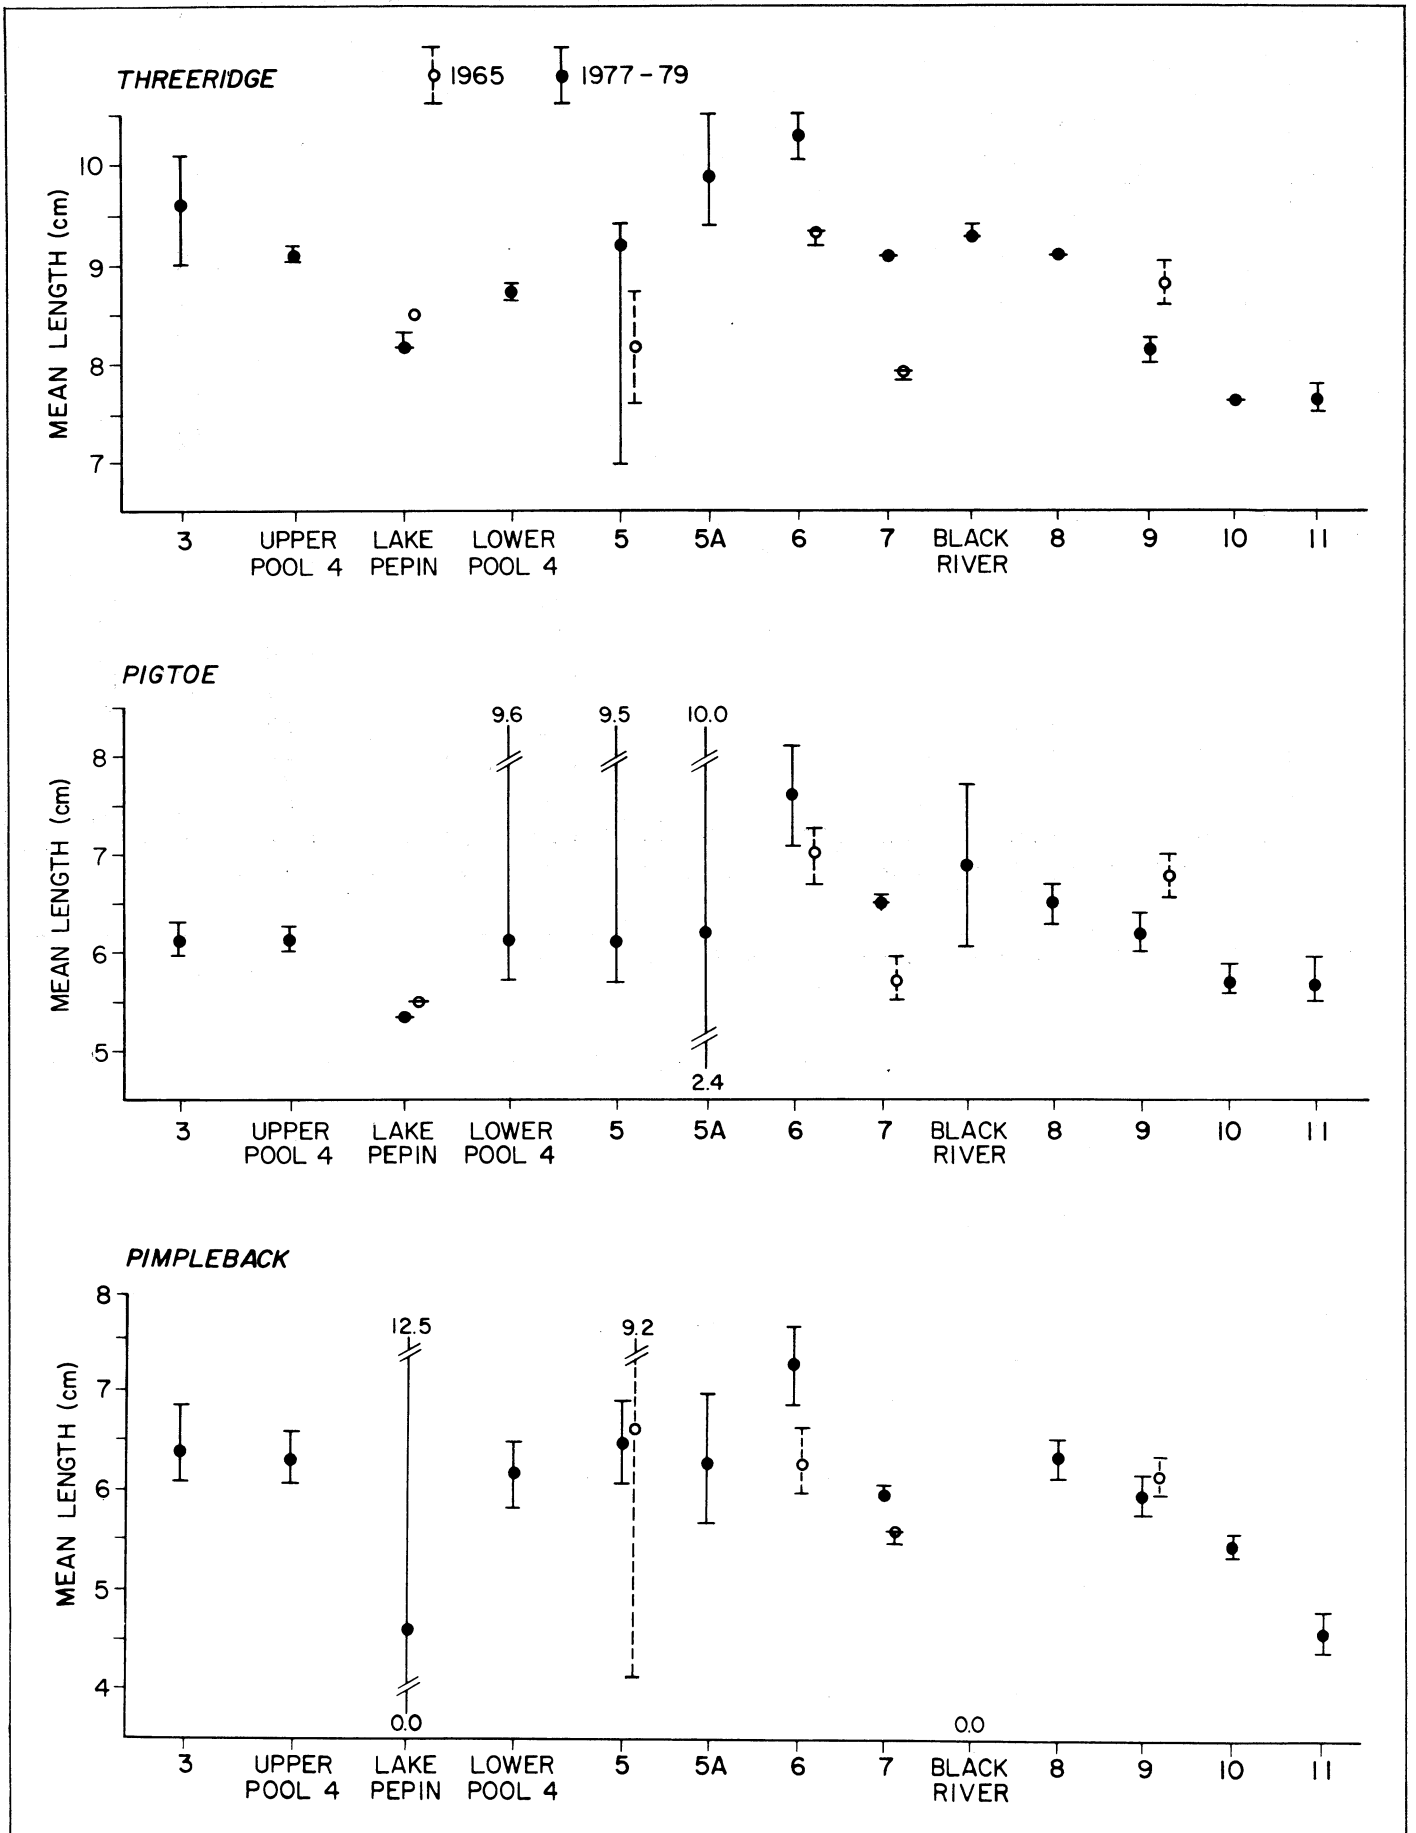 THREERIDGE
1965 1977-79
MEAN LENGTH (cm)
10
9
8
7
3 UPPER POOL 4 LAKE PEPIN LOWER POOL 4 5 5A 6 7 BLACK RIVER 8 9 10 11
PIGTOE
9.6 9.5 10.0
MEAN LENGTH (cm)
8
7
6
5
2.4
3 UPPER POOL 4 LAKE PEPIN LOWER POOL 4 5 5A 6 7 BLACK RIVER 8 9 10 11
PIMPLEBACK
12.5 9.2
MEAN LENGTH (cm)
8
7
6
5
4
0.0 0.0
3 UPPER POOL 4 LAKE PEPIN LOWER POOL 4 5 5A 6 7 BLACK RIVER 8 9 10 11